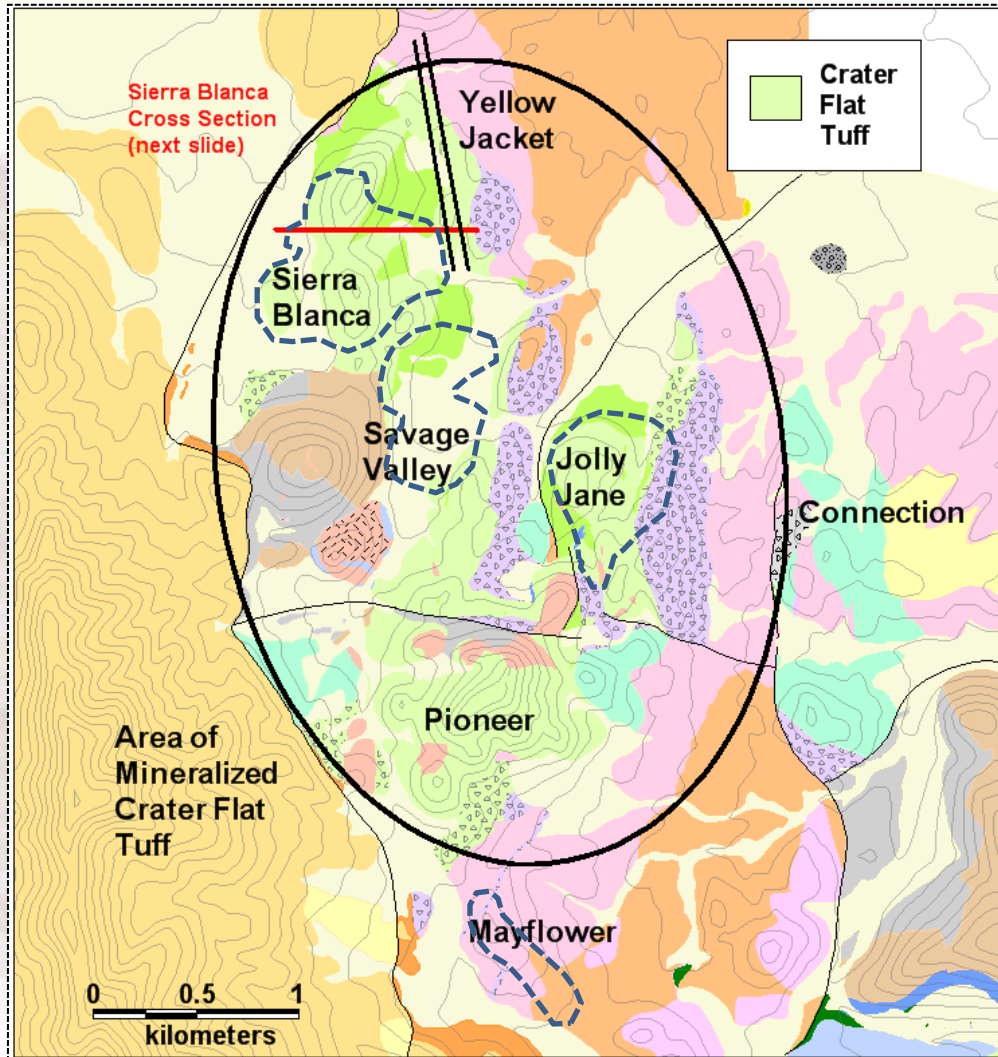 Sierra Blanca
Cross Section
(next slide)
Yellow
Jacket
Crater
Flat
Tuff
Sierra
Blanca
Savage
Valley
Jolly
Jane
Connection
Pioneer
Area of
Mineralized
Crater Flat
Tuff
Mayflower
0 0.5 1
kilometers